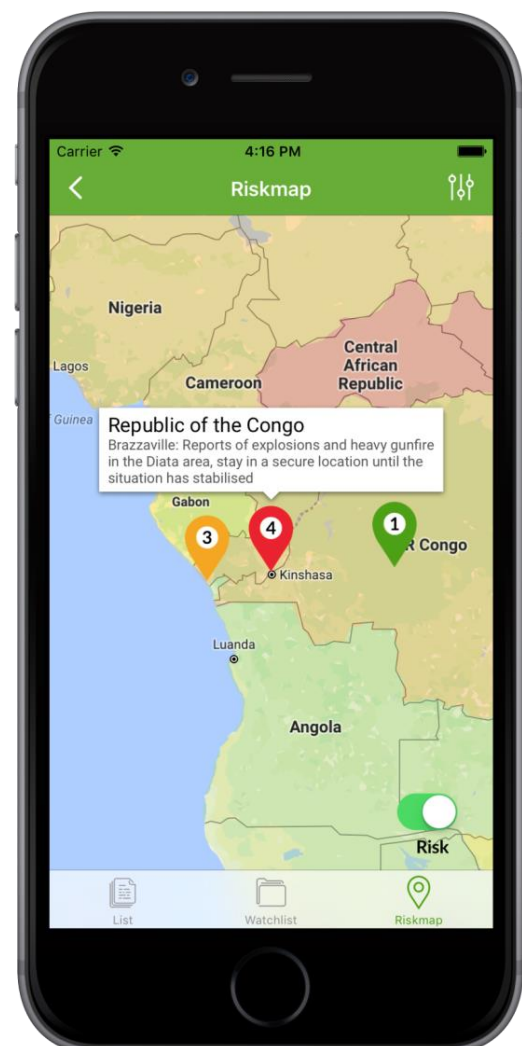 Carrier
4:16 PM
Riskmap
Nigeria
Lagos
Central
African
Republic
Cameroon
Guinea
Republic of the Congo
Brazzaville: Reports of explosions and heavy gunfire
in the Diata area, stay in a secure location until the
situation has stabilised
Gabon
3
4
1
R Congo
Kinshasa
Luanda
Angola
Risk
List
Watchlist
Riskmap